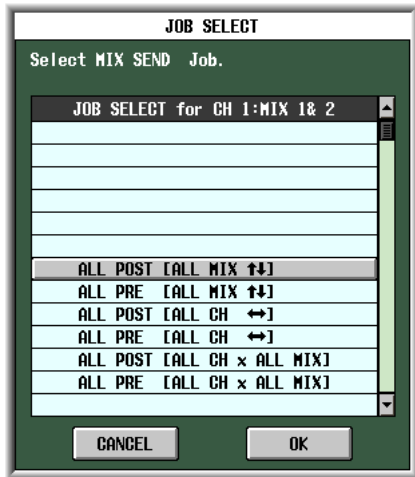 JOB SELECT
Select MIX SEND Job.
JOB SELECT for CH 1:MIX 1& 2
ALL POST [ALL MIX ↑↓]
ALL PRE [ALL MIX ↑↓]
ALL POST [ALL CH ↔]
ALL PRE [ALL CH ↔]
ALL POST [ALL CH x ALL MIX]
ALL PRE [ALL CH x ALL MIX]
CANCEL OK